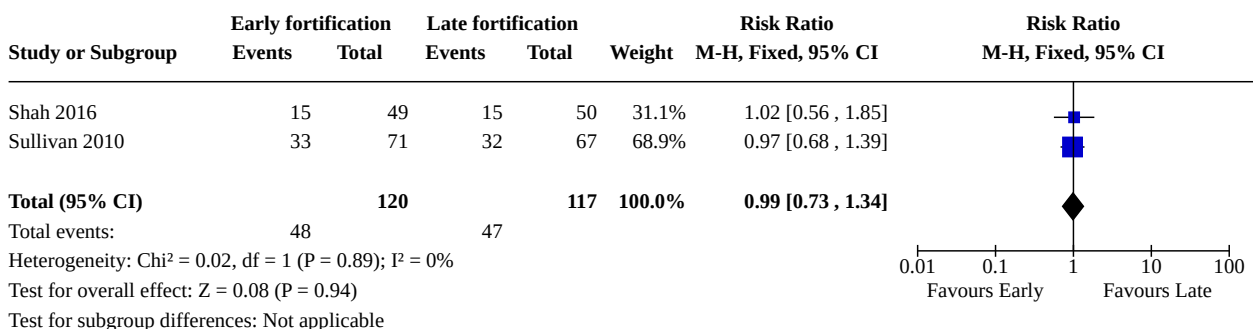 Early fortification Late fortification Risk Ratio Risk Ratio
Study or Subgroup Events Total Events Total Weight M-H, Fixed, 95% CI M-H, Fixed, 95% CI
Shah 2016 15 49 15 50 31.1% 1.02 [0.56 , 1.85]
Sullivan 2010 33 71 32 67 68.9% 0.97 [0.68 , 1.39]
Total (95% CI) 120 117 100.0% 0.99 [0.73 , 1.34]
Total events: 48 47
Heterogeneity: Chi² = 0.02, df = 1 (P = 0.89); I² = 0%
0.01 0.1 1 10 100
Test for overall effect: Z = 0.08 (P = 0.94) Favours Early Favours Late
Test for subgroup differences: Not applicable